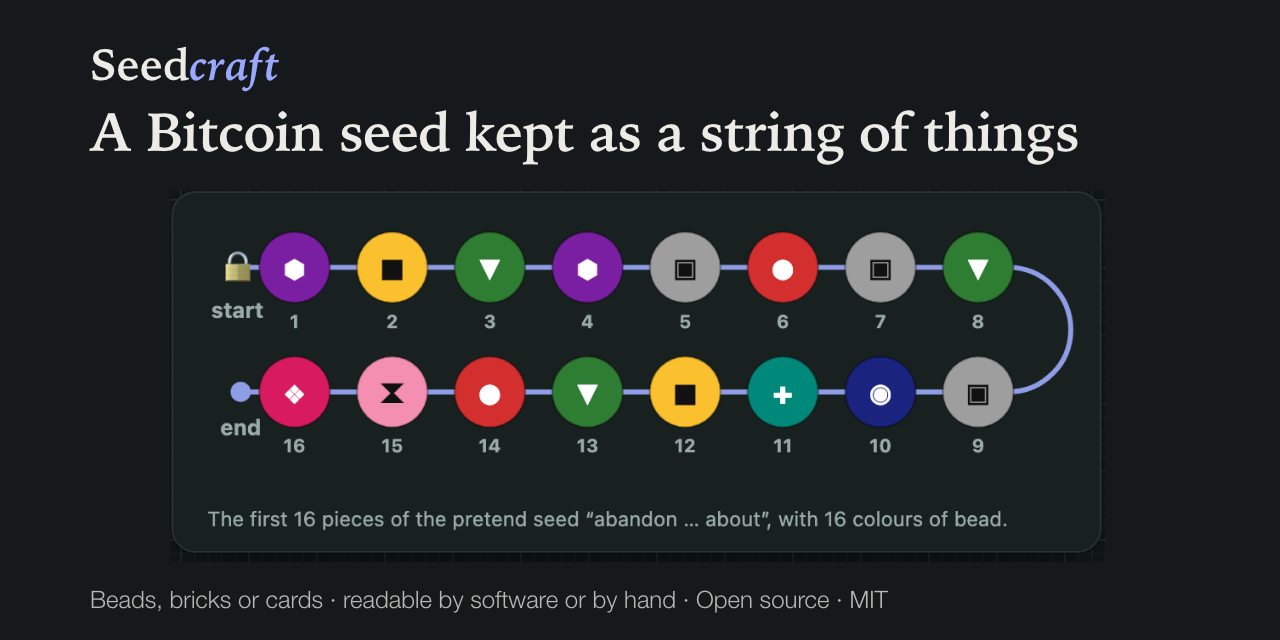 Seedcraft
A Bitcoin seed kept as a string of things
start
1 2 3 4 5 6 7 8
end
16 15 14 13 12 11 10 9
The first 16 pieces of the pretend seed “abandon ... about”, with 16 colours of bead.
Beads, bricks or cards · readable by software or by hand · Open source · MIT